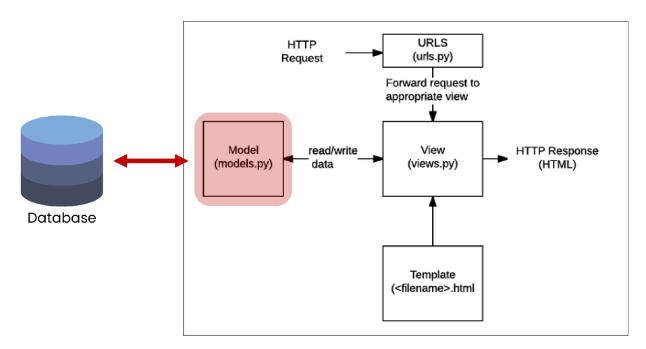 HTTP
Request
URLS
(urls.py)
Forward request to
appropriate view
Model
(models.py)
read/write
data
View
(views.py)
HTTP Response
(HTML)
Database
Template
(<filename>.html